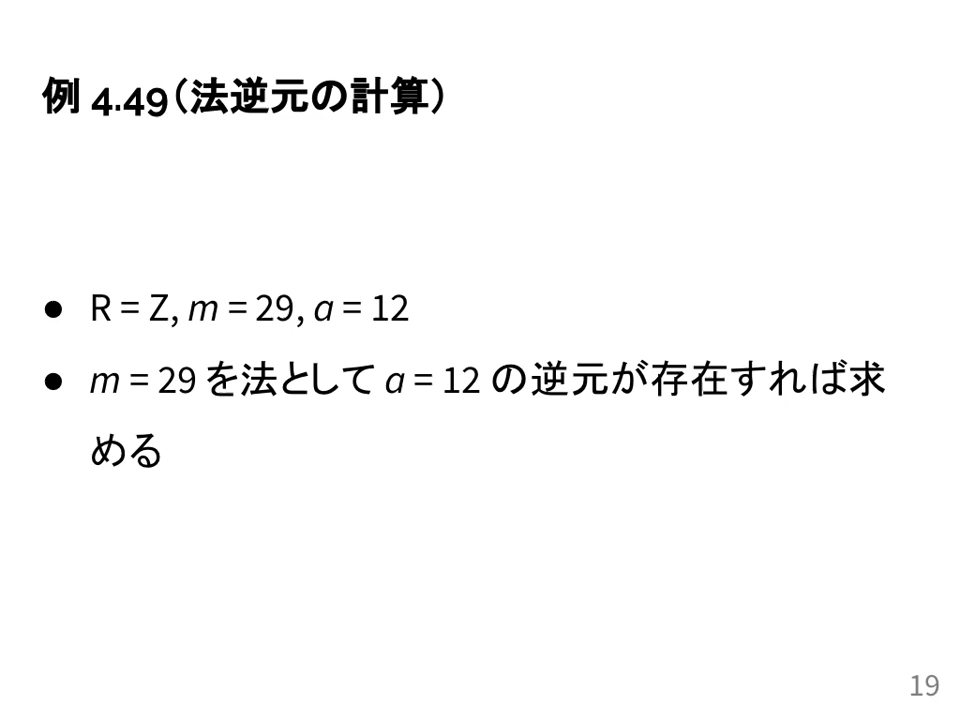 例 4.49（法逆元の計算）
● R = Z, m = 29, a = 12
● m = 29 を法として a = 12 の逆元が存在すれば求
める
19